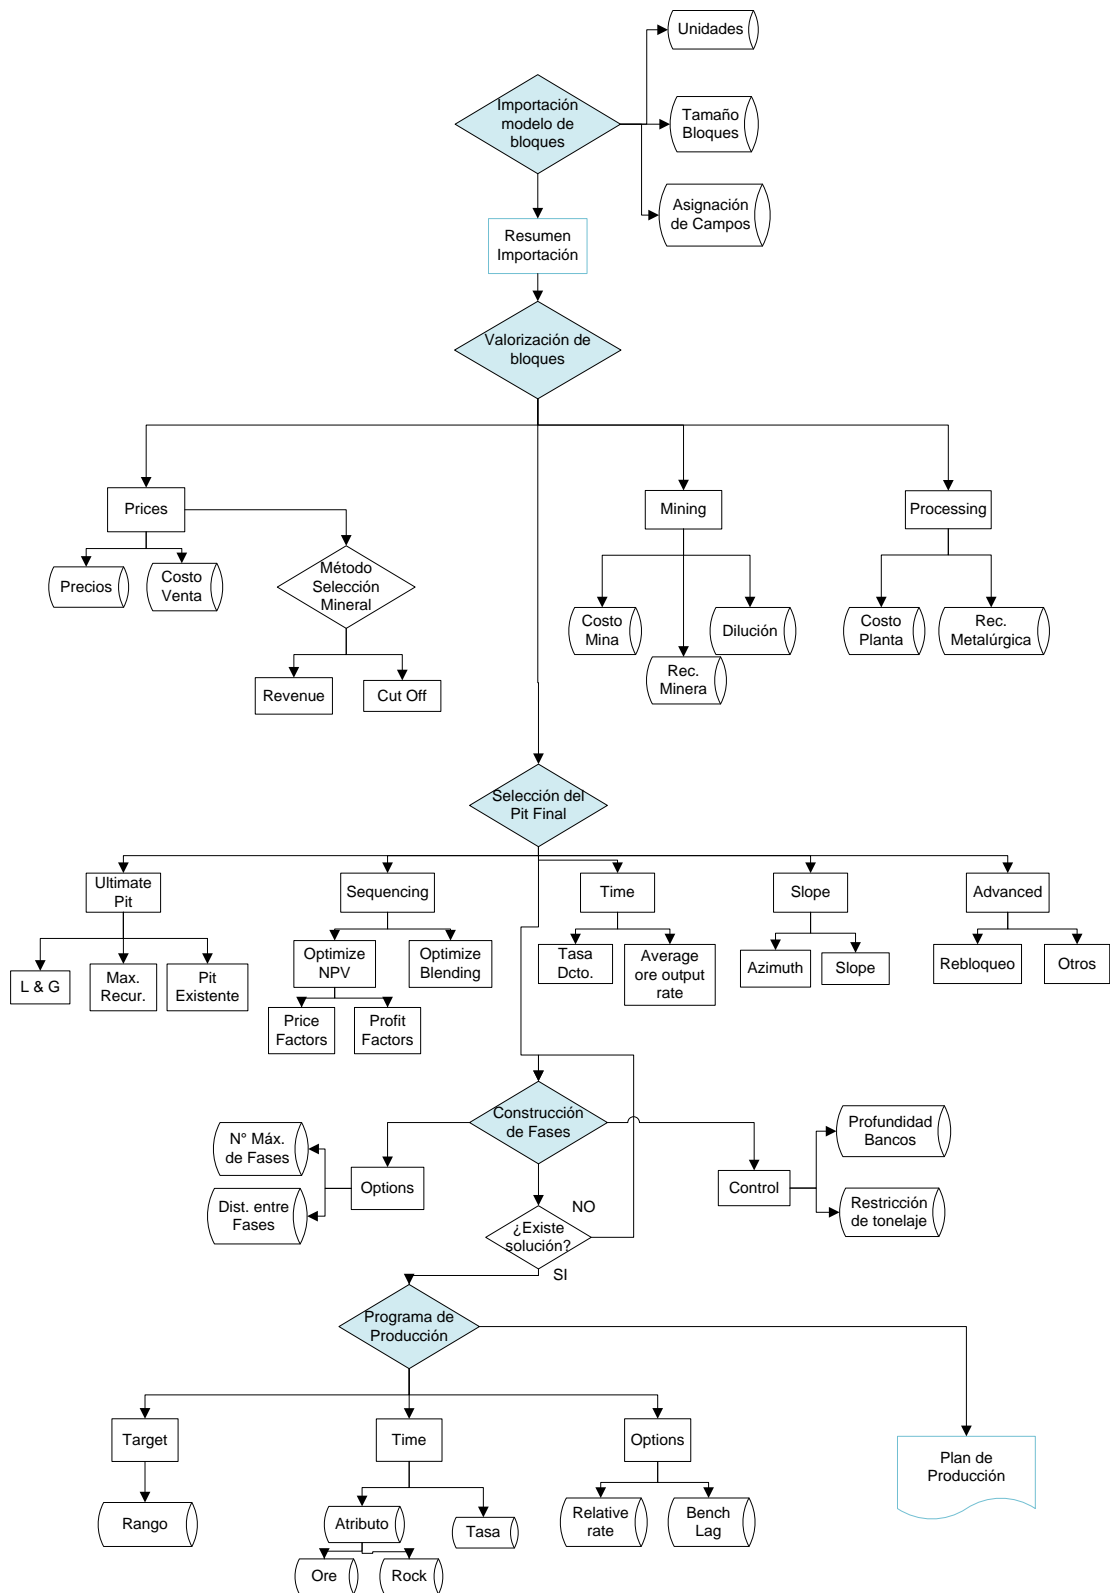 Unidades
Importación
modelo de
bloques
Tamaño
Bloques
Asignación
de Campos
Resumen
Importación
Valorización de
bloques
Prices
Mining
Processing
Precios
Costo
Venta
Método
Selección
Mineral
Costo
Mina
Rec.
Minera
Dilución
Costo
Planta
Rec.
Metalúrgica
Revenue
Cut Off
Selección del
Pit Final
Ultimate
Pit
Sequencing
Time
Slope
Advanced
L & G
Max.
Recur.
Pit
Existente
Optimize
NPV
Optimize
Blending
Tasa
Dcto.
Average
ore output
rate
Azimuth
Slope
Rebloqueo
Otros
Price
Factors
Profit
Factors
Construcción
de Fases
N° Máx.
de Fases
Dist. entre
Fases
Options
Control
Profundidad
Bancos
Restricción
de tonelaje
NO
¿Existe
solución?
SI
Programa de
Producción
Target
Time
Options
Plan de
Producción
Rango
Atributo
Tasa
Relative
rate
Bench
Lag
Ore
Rock